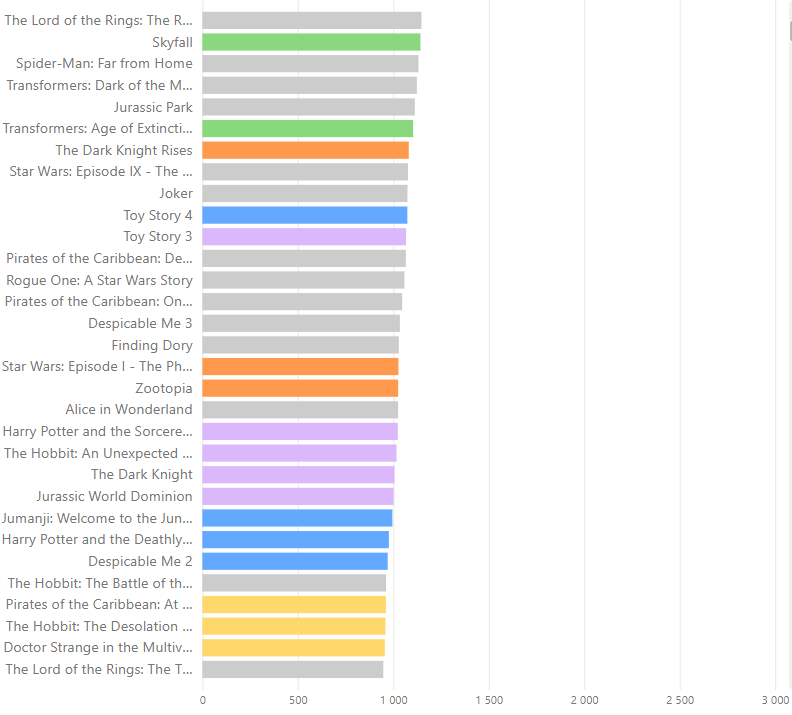 The Lord of the Rings: The R...
Skyfall
Spider-Man: Far from Home
Transformers: Dark of the M...
Jurassic Park
Transformers: Age of Extincti...
The Dark Knight Rises
Star Wars: Episode IX - The ...
Joker
Toy Story 4
Toy Story 3
Pirates of the Caribbean: De...
Rogue One: A Star Wars Story
Pirates of the Caribbean: On...
Despicable Me 3
Finding Dory
Star Wars: Episode I - The Ph...
Zootopia
Alice in Wonderland
Harry Potter and the Sorcere...
The Hobbit: An Unexpected ...
The Dark Knight
Jurassic World Dominion
Jumanji: Welcome to the Jun...
Harry Potter and the Deathly...
Despicable Me 2
The Hobbit: The Battle of th...
Pirates of the Caribbean: At ...
The Hobbit: The Desolation ...
Doctor Strange in the Multiv...
The Lord of the Rings: The T...
0 500 1 000 1 500 2 000 2 500 3 000